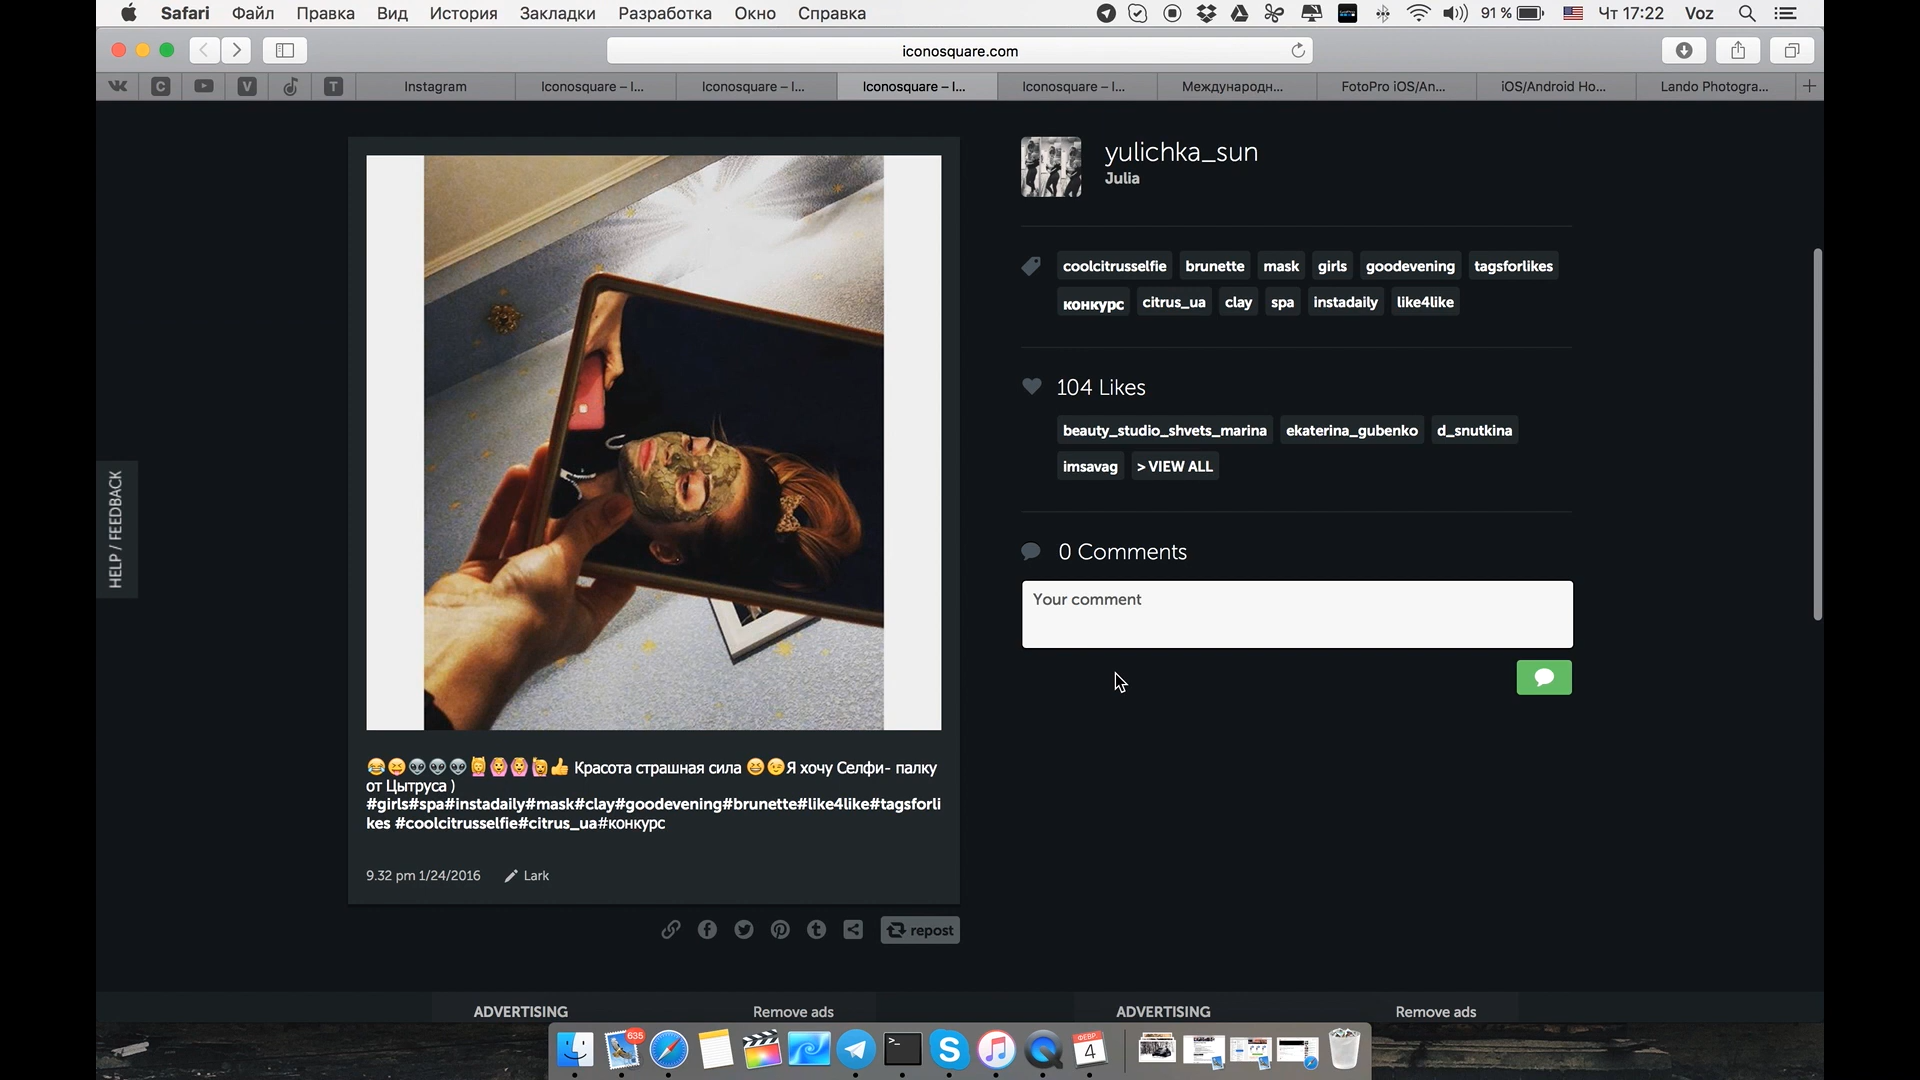 Safari Файл Правка Вид История Закладки Разработка Окно Справка 91 % Чт 17:22 Voz
iconosquare.com
C V T Instagram Iconosquare – I... Iconosquare – I... Iconosquare – I... Iconosquare – I... Международн... FotoPro iOS/An... iOS/Android Ho... Lando Photogra...
yulichka_sun
Julia
coolcitrusselfie brunette mask girls goodevening tagsforlikes
конкурс citrus_ua clay spa instadaily like4like
104 Likes
beauty_studio_shvets_marina ekaterina_gubenko d_snutkina
imsavag > VIEW ALL
0 Comments
Your comment
HELP / FEEDBACK
😂😝👽👽👽💆🙆🙆🙋👍 Красота страшная сила 😆😉Я хочу Селфи- палку
от Цытруса )
#girls#spa#instadaily#mask#clay#goodevening#brunette#like4like#tagsforli
kes #coolcitrusselfie#citrus_ua#конкурс
9.32 pm 1/24/2016 Lark
repost
ADVERTISING Remove ads ADVERTISING Remove ads
635
ФЕВР
4